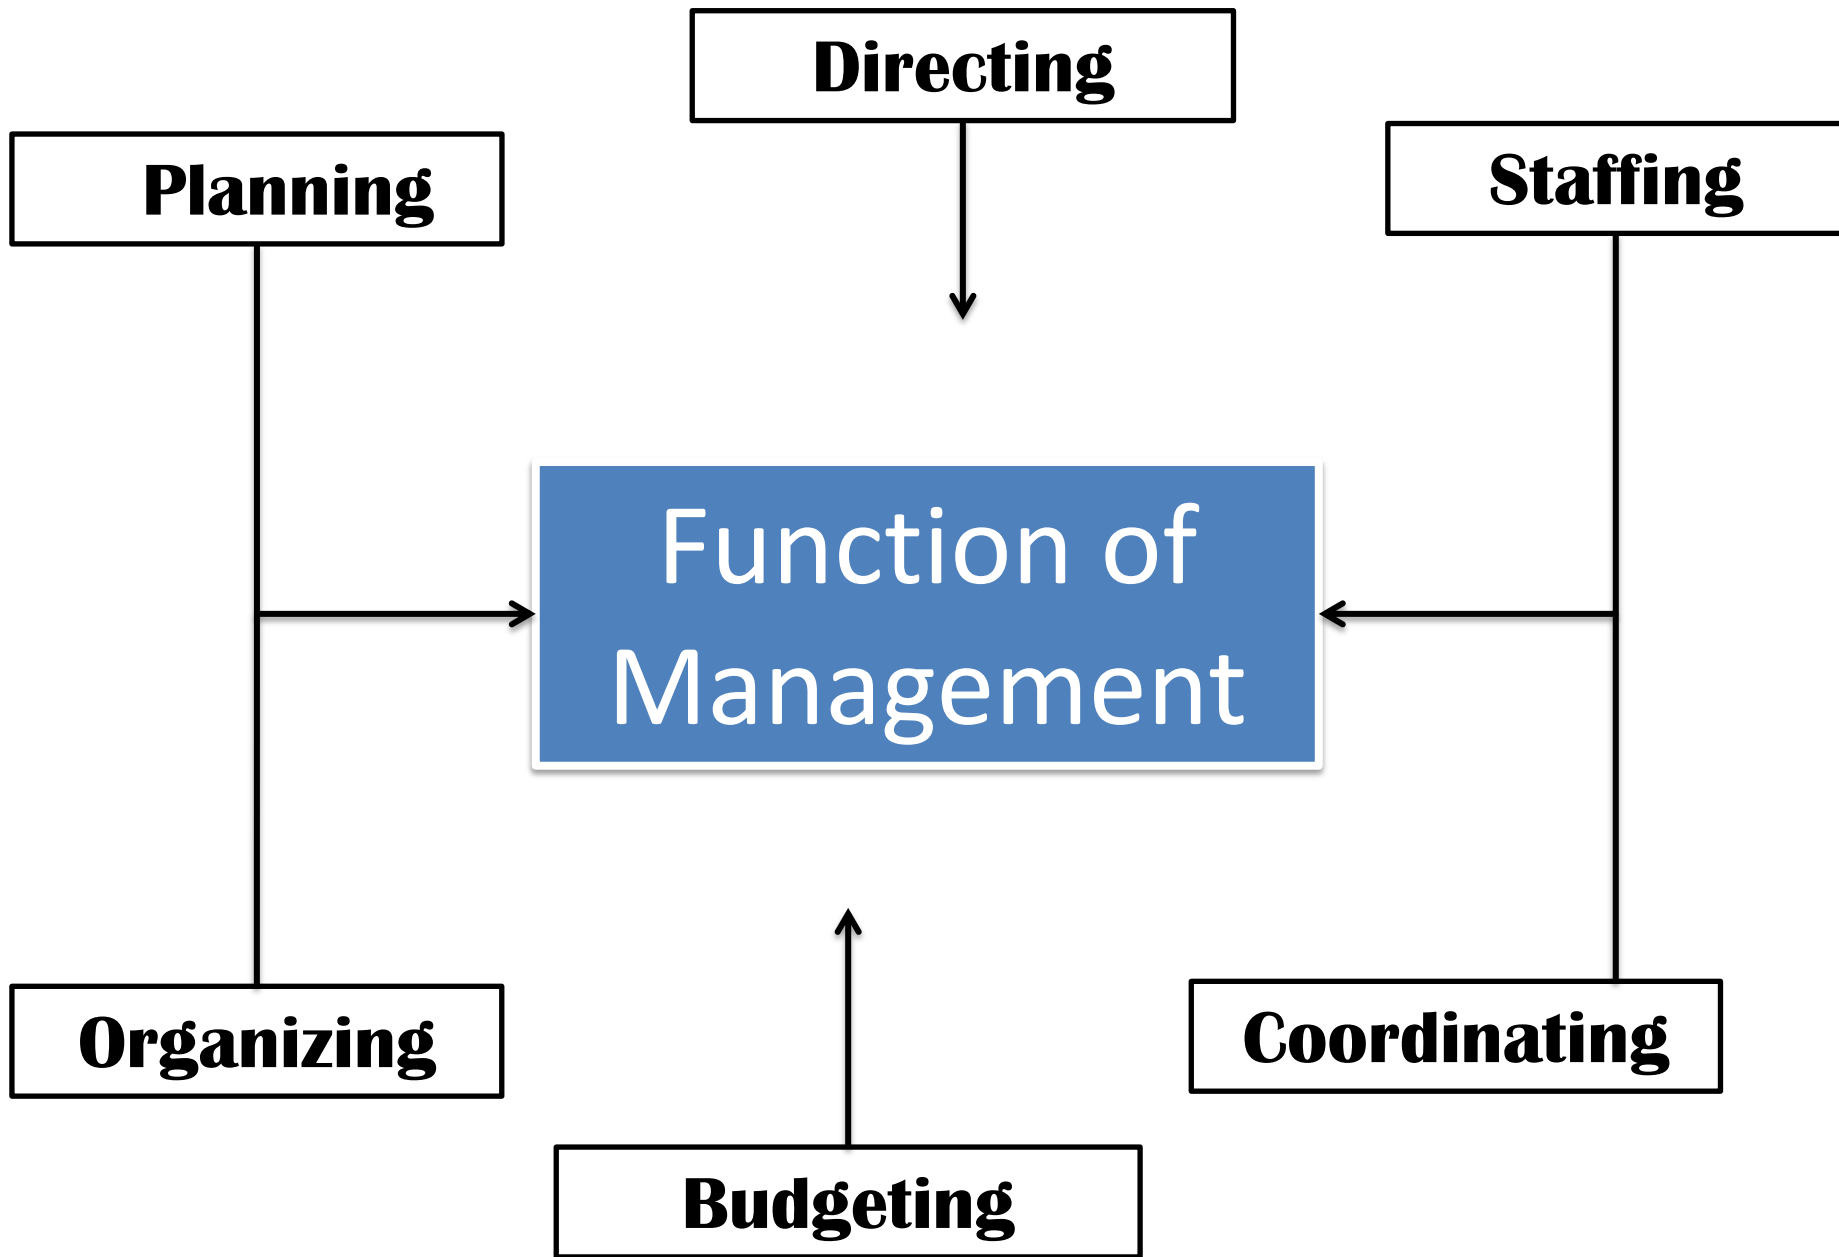 Directing
Planning
Staffing
Function of
Management
Organizing
Coordinating
Budgeting